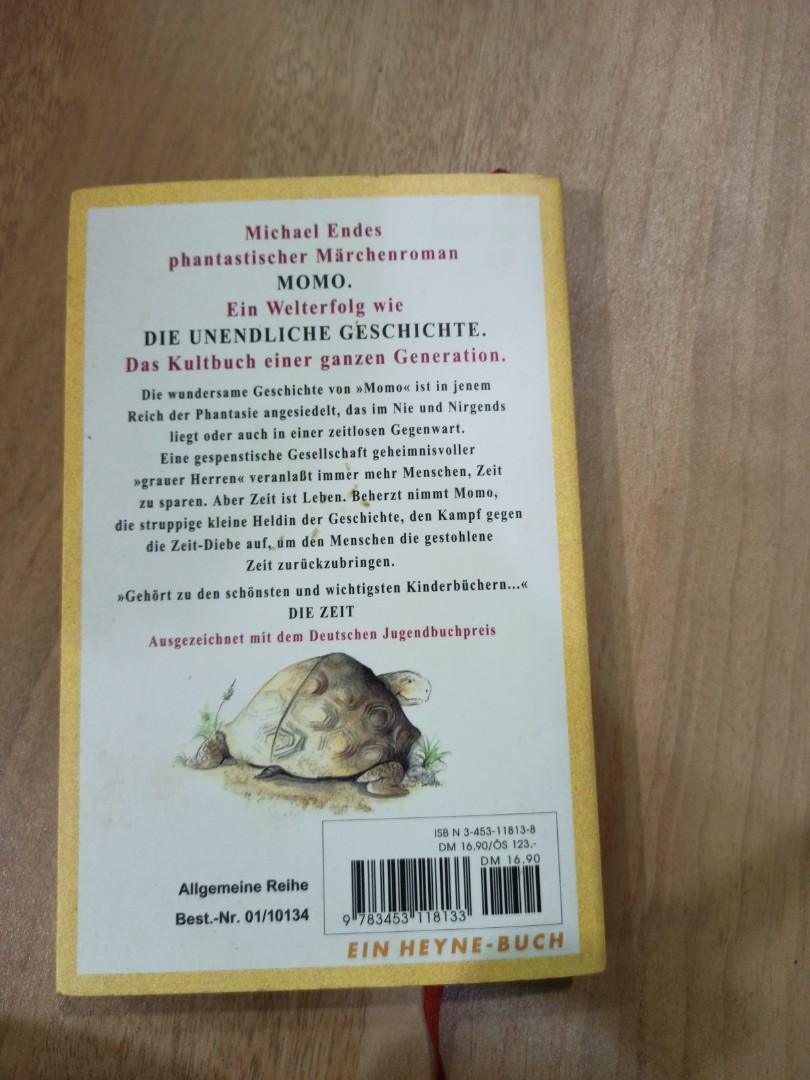 Michael Endes
phantastischer Märchenroman
MOMO.
Ein Welterfolg wie
DIE UNENDLICHE GESCHICHTE.
Das Kultbuch einer ganzen Generation.
Die wundersame Geschichte von »Momo« ist in jenem
Reich der Phantasie angesiedelt, das im Nie und Nirgends
liegt oder auch in einer zeitlosen Gegenwart.
Eine gespenstische Gesellschaft geheimnisvoller
»grauer Herren« veranlaßt immer mehr Menschen, Zeit
zu sparen. Aber Zeit ist Leben. Beherzt nimmt Momo,
die struppige kleine Heldin der Geschichte, den Kampf gegen
die Zeit-Diebe auf, um den Menschen die gestohlene
Zeit zurückzubringen.
»Gehört zu den schönsten und wichtigsten Kinderbüchern...«
DIE ZEIT
Ausgezeichnet mit dem Deutschen Jugendbuchpreis
ISBN 3-453-11813-8
DM 16,90/ÖS 123.-
DM 16,90
9 783453 118133
Allgemeine Reihe
Best.-Nr. 01/10134
EIN HEYNE-BUCH